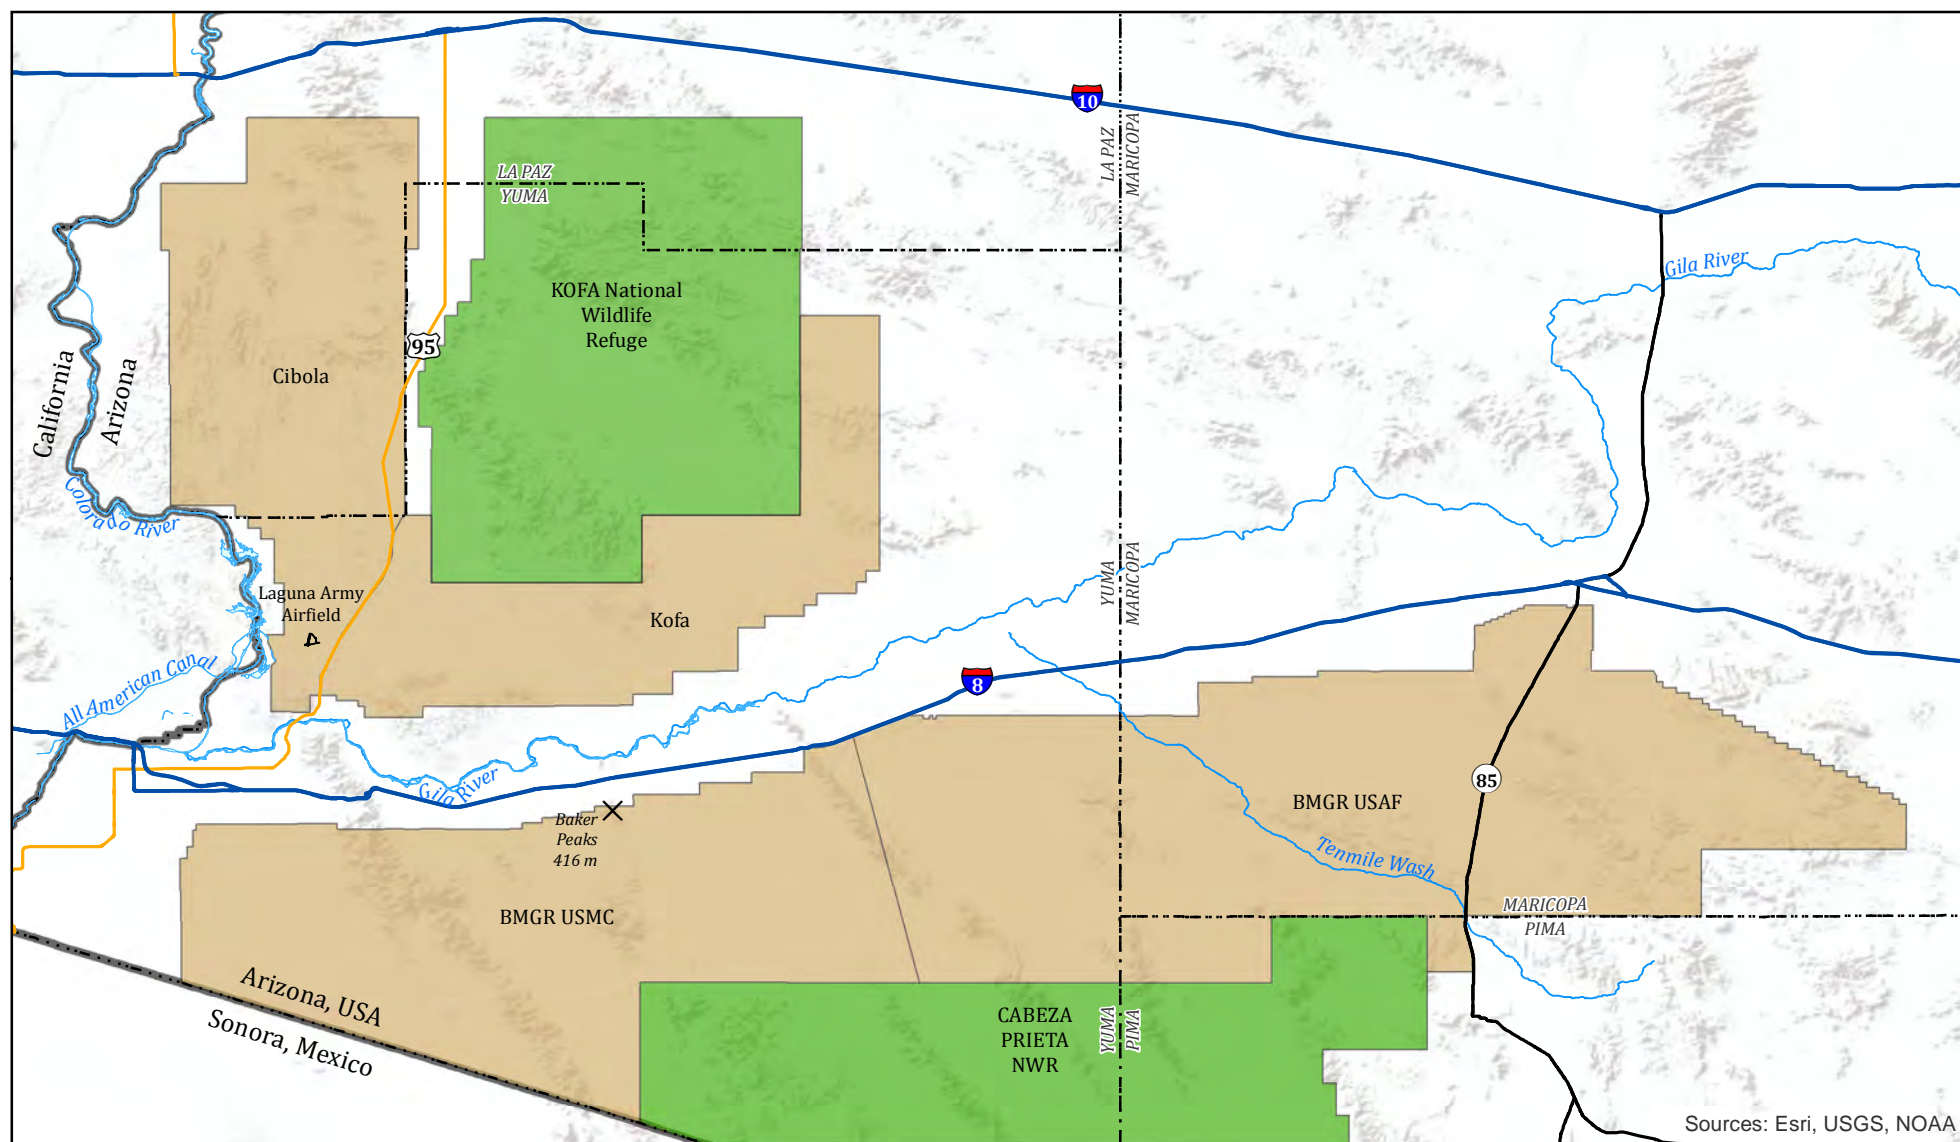 10
LA PAZ
MARICOPA
LA PAZ
YUMA
Gila River
KOFA National
Wildlife
Refuge
95
Cibola
California
Arizona
Colorado River
YUMA
MARICOPA
Laguna Army
Airfield
Kofa
All American Canal
8
Gila River
85
BMGR USAF
Baker
Peaks
416 m
Tenmile Wash
BMGR USMC
MARICOPA
PIMA
Arizona, USA
Sonora, Mexico
CABEZA
PRIETA
NWR
YUMA
PIMA
Sources: Esri, USGS, NOAA